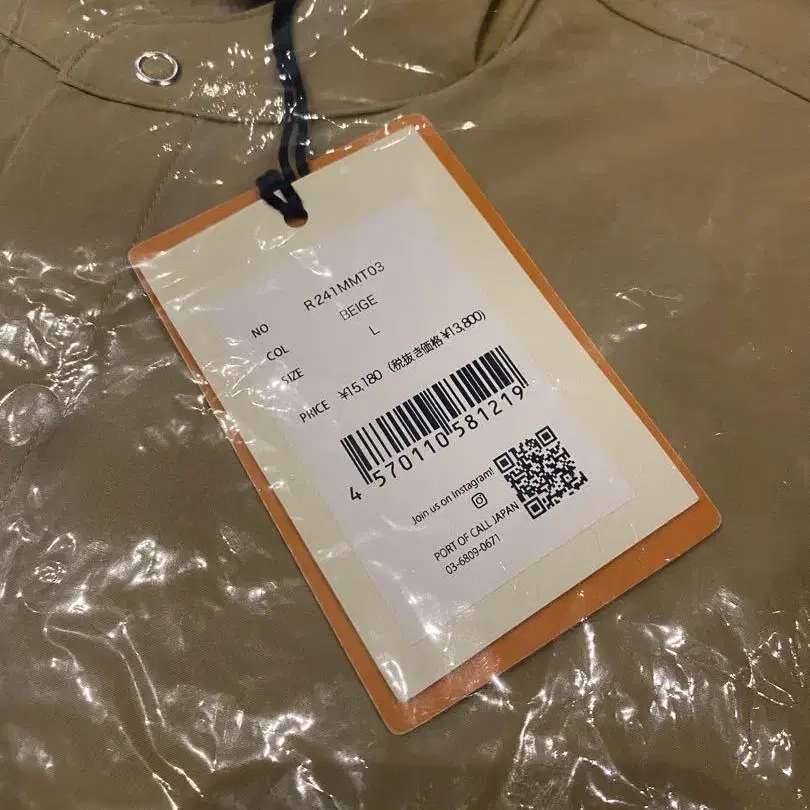 NO R241MMT03
COL BEIGE
SIZE L
PRICE ¥15,180 (税抜き価格 ¥13,800)
4 570110 581219
Join us on Instagram!
PORT OF CALL JAPAN
03-6809-0671